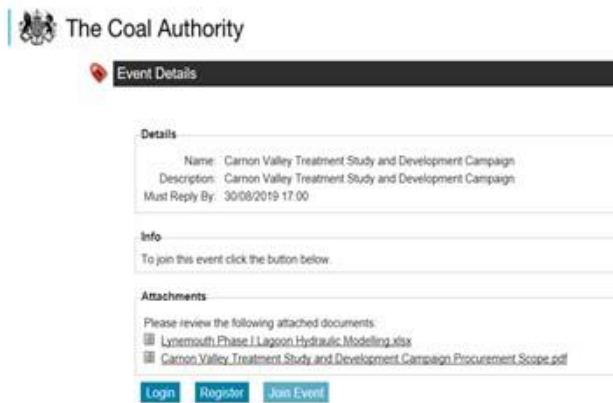 The Coal Authority
Event Details
Details
Name: Carnon Valley Treatment Study and Development Campaign
Description: Carnon Valley Treatment Study and Development Campaign
Must Reply By: 30/08/2019 17:00
Info
To join this event click the button below.
Attachments
Please review the following attached documents:
Lynemouth Phase I Lagoon Hydraulic Modelling.xlsx
Carnon Valley Treatment Study and Development Campaign Procurement Scope.pdf
Login Register Join Event